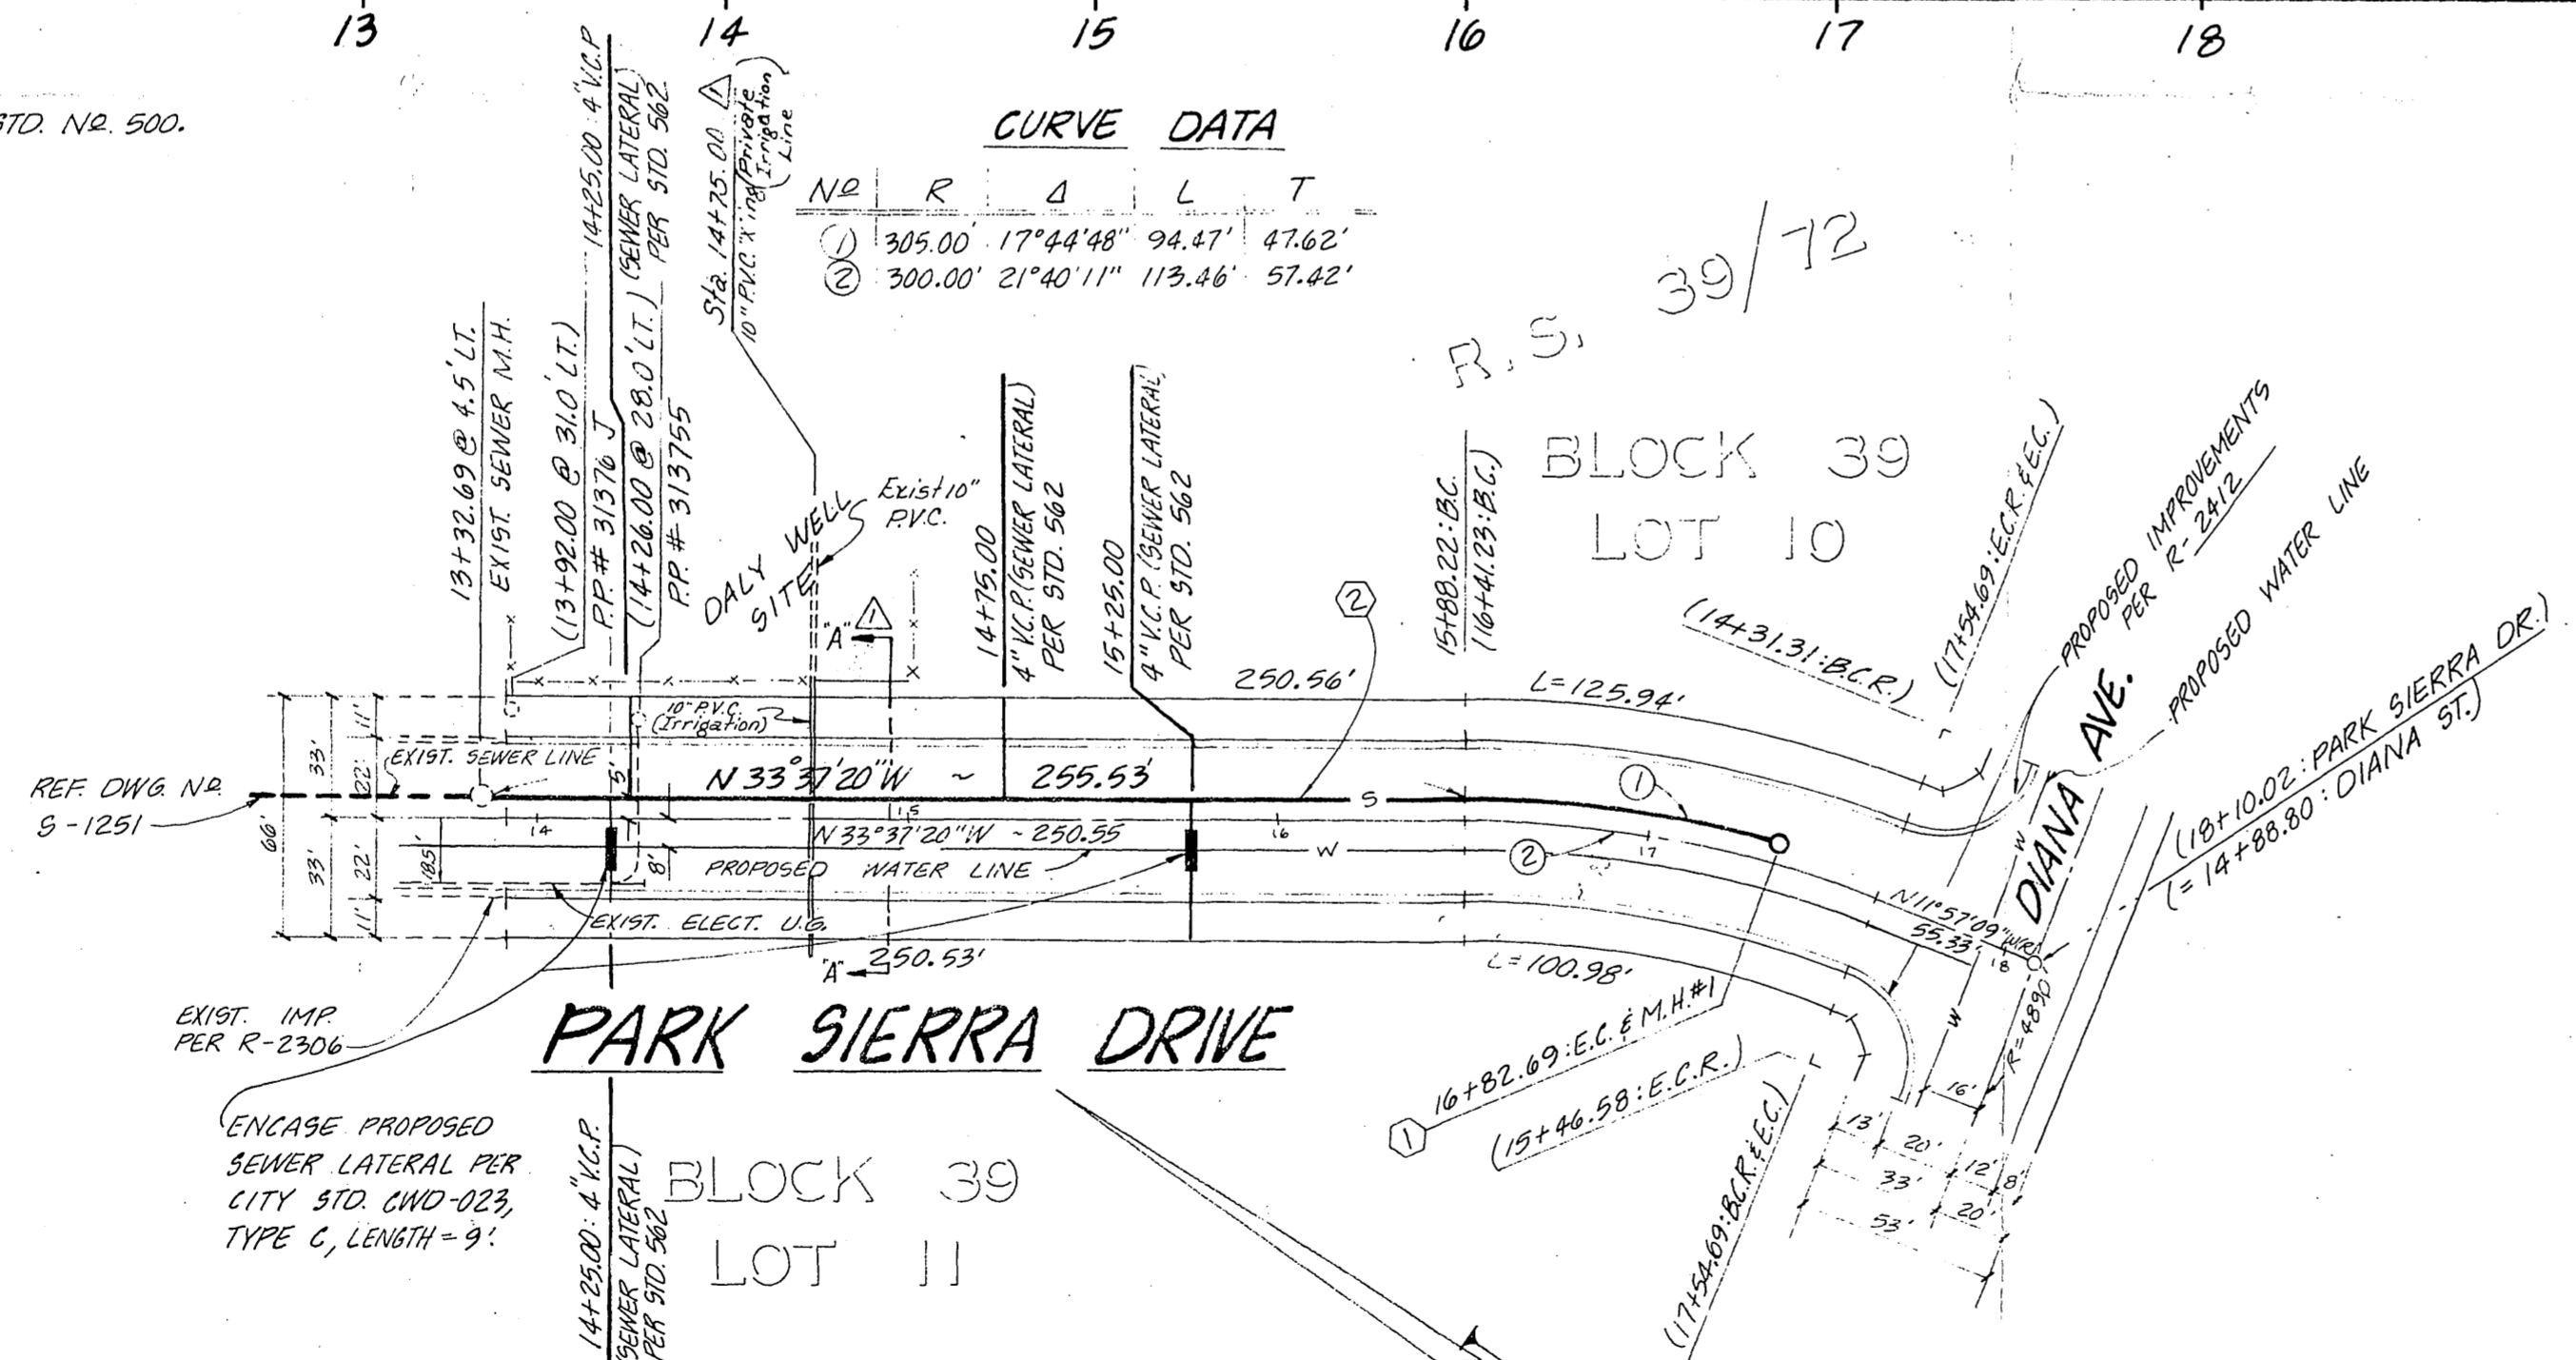 13 14 15 16 17 18
STD. Nº. 500.
14+25.00: 4" V.C.P.
(SEWER LATERAL)
PER STD. 562
Sta. 14+75.00 1
10" P.V.C. "X"ing (Private
Irrigation
Line)
CURVE DATA
Nº R Δ L T
1 305.00' 17°44'48" 94.47' 47.62'
2 300.00' 21°40'11" 113.46' 57.42'
R.S. 39/72
13+32.69 @ 4.5' LT.
EXIST. SEWER M.H.
(13+92.00 @ 31.0' LT.)
P.P. # 31376 J
(14+26.00 @ 28.0' LT.)
P.P. # 313755
DALY WELL
SITE
Exist 10"
P.V.C.
"A" 1
14+75.00
4" V.C.P. (SEWER LATERAL)
PER STD. 562
15+25.00
4" V.C.P. (SEWER LATERAL)
PER STD. 562
2
15+88.22: B.C.
(16+41.23: B.C.)
BLOCK 39
LOT 10
(14+31.31: B.C.R.)
(17+54.69: E.C.R. & E.C.)
PROPOSED IMPROVEMENTS
PER R-2412
PROPOSED WATER LINE
DIANA AVE.
(18+10.02: PARK SIERRA DR.)
(= 14+88.80: DIANA ST.)
250.56'
L=125.94'
10" P.V.C.
(Irrigation)
EXIST. SEWER LINE
5'
N 33°37'20" W ~ 255.53'
S
1
REF. DWG. Nº.
S-1251
66'
33' 33'
11' 22' 22' 11'
18.5'
8'
14 15 16 17 18
N 33°37'20" W ~ 250.55
PROPOSED WATER LINE
W
2
N 11°57'09" W (R)
55.33'
EXIST. ELECT. U.G.
"A" 250.53'
L=100.98'
W
W
R=4890'
EXIST. IMP.
PER R-2306
PARK SIERRA DRIVE
1
16+82.69: E.C. & M.H. #1
(15+46.58: E.C.R.)
(17+54.69: B.C.R. & E.C.)
16'
13' 20' 12' 8'
33' 20'
53'
ENCASE PROPOSED
SEWER LATERAL PER
CITY STD. CWD-023,
TYPE C, LENGTH = 9'.
14+25.00: 4" V.C.P.
(SEWER LATERAL)
PER STD. 562
BLOCK 39
LOT 11